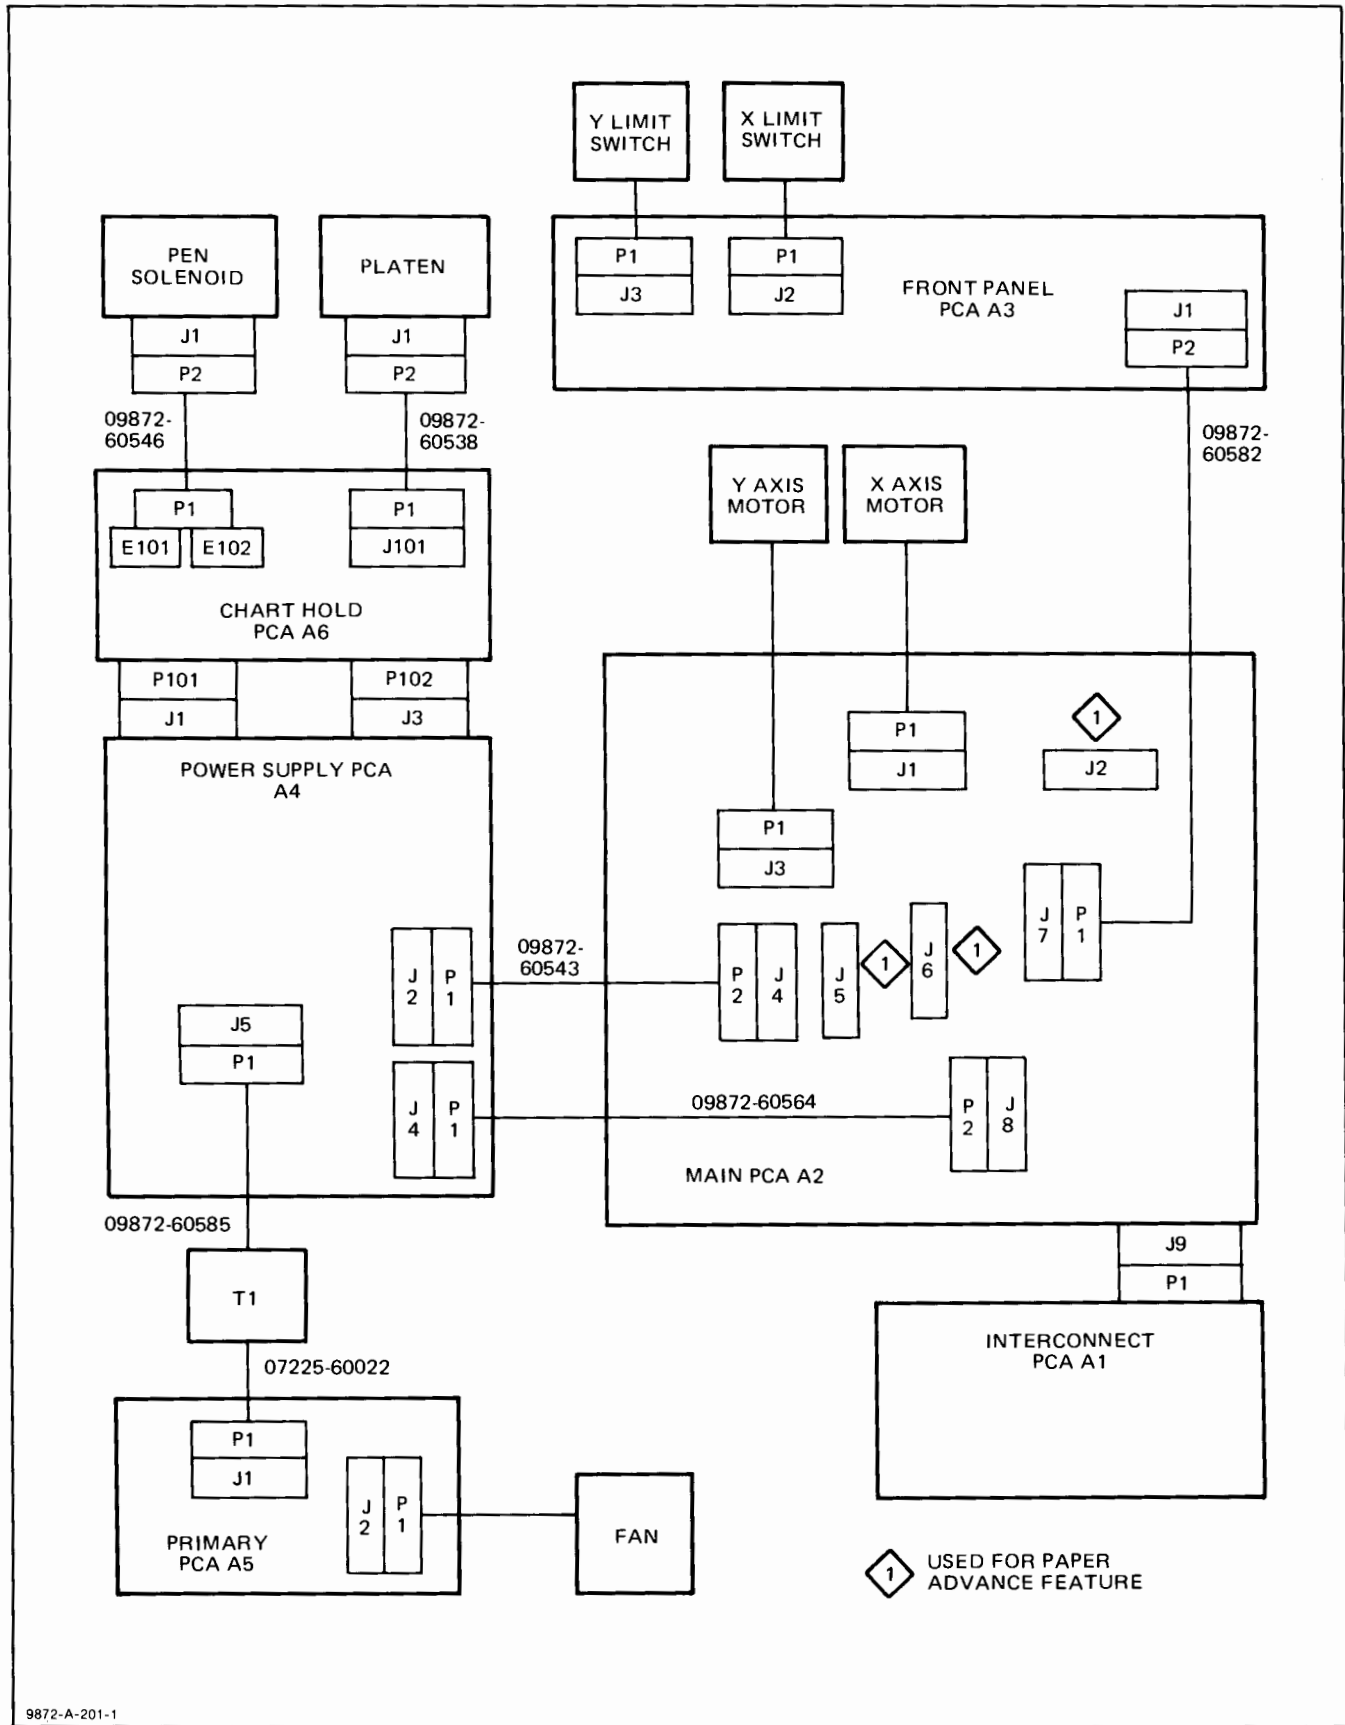 Y LIMIT
SWITCH
X LIMIT
SWITCH
PEN
SOLENOID
PLATEN
P1
J3
P1
J2
FRONT PANEL
PCA A3
J1
P2
J1
P2
J1
P2
09872-
60546
09872-
60538
09872-
60582
P1
E101
E102
P1
J101
CHART HOLD
PCA A6
Y AXIS
MOTOR
X AXIS
MOTOR
P101
J1
P102
J3
POWER SUPPLY PCA
A4
P1
J1
1
J2
P1
J3
J
7
P
1
J
2
P
1
09872-
60543
P
2
J
4
J
5
1
J
6
1
J5
P1
J
4
P
1
09872-60564
P
2
J
8
MAIN PCA A2
09872-60585
T1
J9
P1
07225-60022
INTERCONNECT
PCA A1
P1
J1
J
2
P
1
PRIMARY
PCA A5
FAN
1
USED FOR PAPER
ADVANCE FEATURE
9872-A-201-1